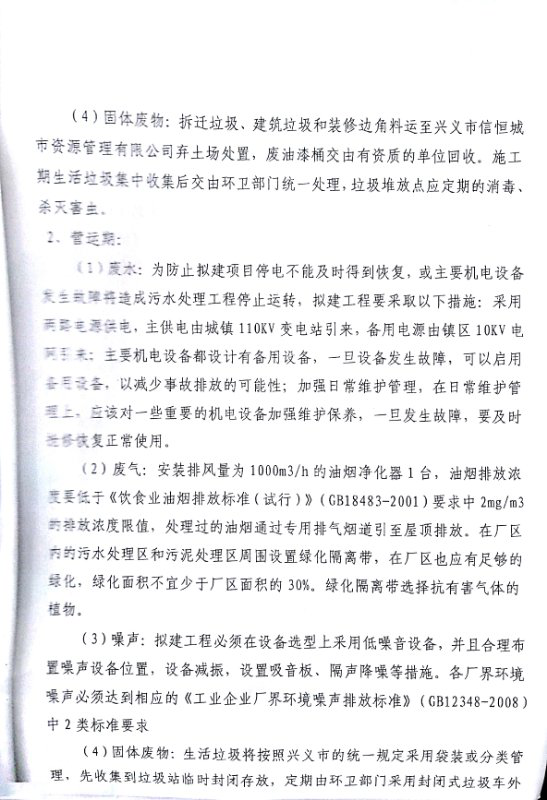 (4)固体废物：拆迁垃圾、建筑垃圾和装修边角料运至兴义市信恒城
市资源管理有限公司弃土场处置，废油漆桶交由有资质的单位回收。施工
期生活垃圾集中收集后交由环卫部门统一处理，垃圾堆放点应定期的消毒、
杀灭害虫。
2、营运期：
(1)废水：为防止拟建项目停电不能及时得到恢复，或主要机电设备
发生故障将造成污水处理工程停止运转，拟建工程要采取以下措施：采用
两路电源供电，主供电由城镇 110KV 变电站引来，备用电源由镇区 10KV 电
网引来；主要机电设备都设计有备用设备，一旦设备发生故障，可以启用
备用设备，以减少事故排放的可能性；加强日常维护管理，在日常维护管
理上，应该对一些重要的机电设备加强维护保养，一旦发生故障，要及时
抢修恢复正常使用。
(2)废气：安装排风量为 1000m3/h 的油烟净化器 1 台，油烟排放浓
度要低于《饮食业油烟排放标准(试行)》(GB18483-2001)要求中 2mg/m3
的排放浓度限值，处理过的油烟通过专用排气烟道引至屋顶排放。在厂区
内的污水处理区和污泥处理区周围设置绿化隔离带，在厂区也应有足够的
绿化，绿化面积不宜少于厂区面积的 30%。绿化隔离带选择抗有害气体的
植物。
(3)噪声：拟建工程必须在设备选型上采用低噪音设备，并且合理布
置噪声设备位置，设备减振，设置吸音板、隔声降噪等措施。各厂界环境
噪声必须达到相应的《工业企业厂界环境噪声排放标准》(GB12348-2008)
中 2 类标准要求
(4)固体废物：生活垃圾将按照兴义市的统一规定采用袋装或分类管
理，先收集到垃圾站临时封闭存放，定期由环卫部门采用封闭式垃圾车外